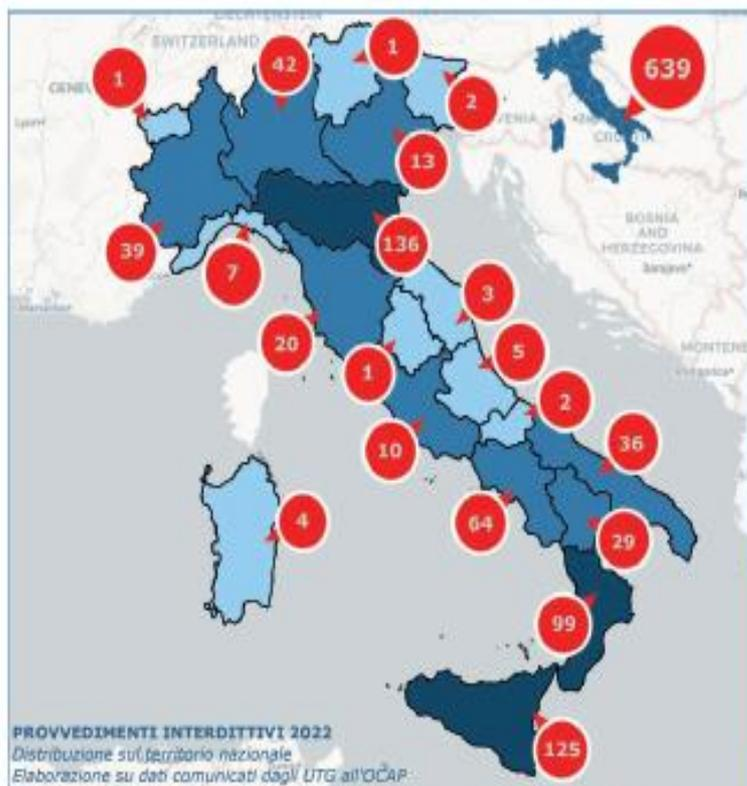 LIECHTENSTEIN
SWITZERLAND
1
42
1
639
2
13
39
7
136
BOSNIA
AND
HERZEGOVINA
Sarajevo
3
20
1
5
2
10
36
64
29
4
99
125
PROVVEDIMENTI INTERDITTIVI 2022
Distribuzione sul territorio nazionale
Elaborazione su dati comunicati dagli UTG all'OCAP